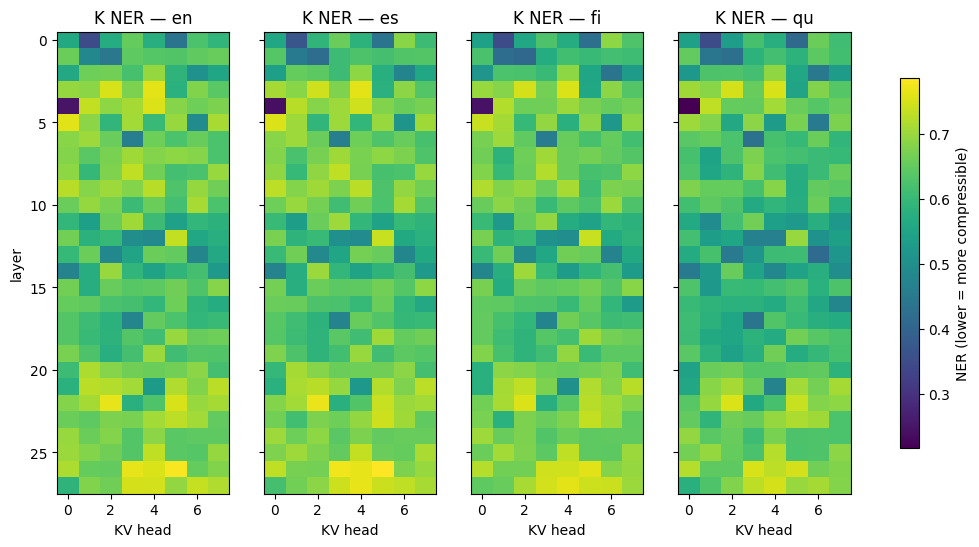 K NER — en
K NER — es
K NER — fi
K NER — qu
0
5
10
15
20
25
layer
0 2 4 6
0 2 4 6
0 2 4 6
0 2 4 6
KV head
KV head
KV head
KV head
0.7
0.6
0.5
0.4
0.3
NER (lower = more compressible)